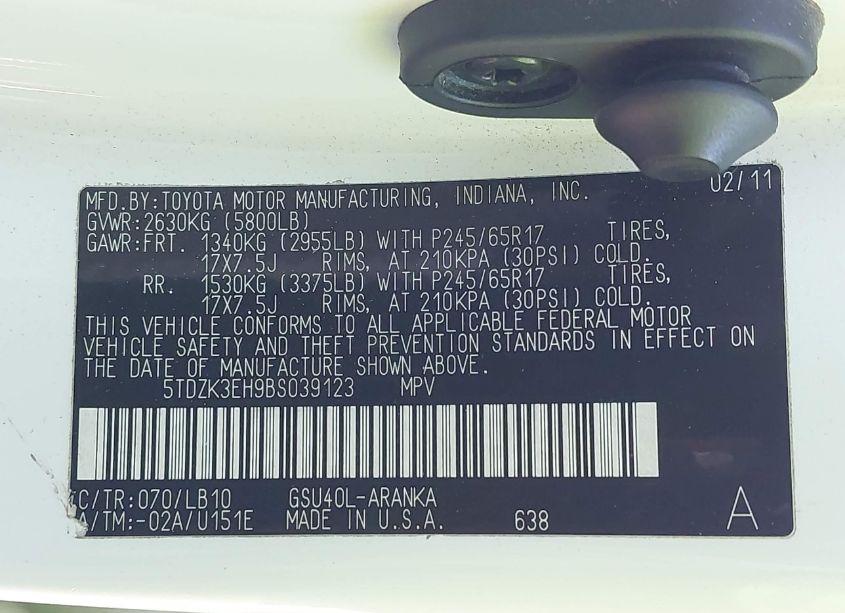 02/11
MFD.BY:TOYOTA MOTOR MANUFACTURING, INDIANA, INC.
GVWR:2630KG (5800LB)
GAWR:FRT. 1340KG (2955LB) WITH P245/65R17 TIRES,
17X7.5J RIMS, AT 210KPA (30PSI) COLD.
RR. 1530KG (3375LB) WITH P245/65R17 TIRES,
17X7.5J RIMS, AT 210KPA (30PSI) COLD.
THIS VEHICLE CONFORMS TO ALL APPLICABLE FEDERAL MOTOR
VEHICLE SAFETY AND THEFT PREVENTION STANDARDS IN EFFECT ON
THE DATE OF MANUFACTURE SHOWN ABOVE.
5TDZK3EH9BS039123 MPV
C/TR:070/LB10 GSU40L-ARANKA
/TM:-02A/U151E MADE IN U.S.A. 638 A